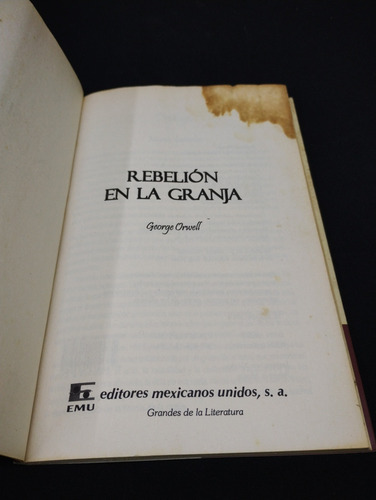 REBELIÓN
EN LA GRANJA
George Orwell
EMU
editores mexicanos unidos, s. a.
Grandes de la Literatura